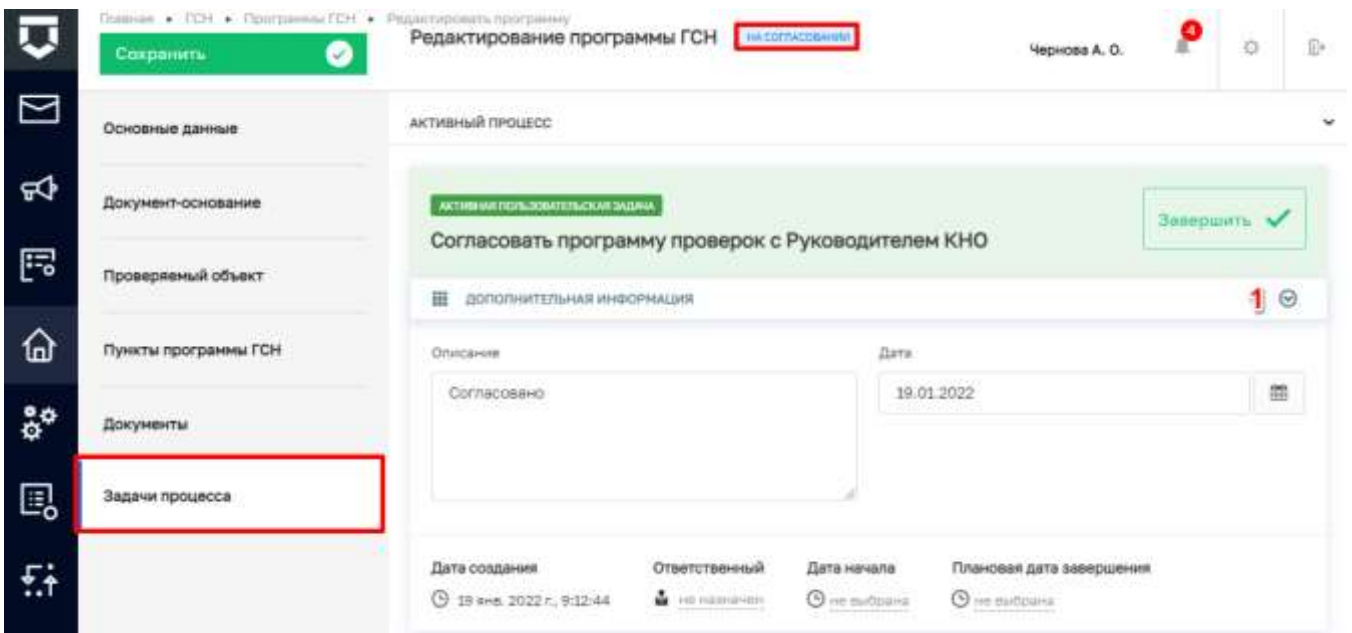 Главная • ГСН • Программы ГСН • Редактировать программу
Сохранить
Редактирование программы ГСН
НА СОГЛАСОВАНИИ
Чернова А. О.
4
Основные данные
Документ-основание
Проверяемый объект
Пункты программы ГСН
Документы
Задачи процесса
АКТИВНЫЙ ПРОЦЕСС
АКТИВНАЯ ПОЛЬЗОВАТЕЛЬСКАЯ ЗАДАЧА
Согласовать программу проверок с Руководителем КНО
Завершить
ДОПОЛНИТЕЛЬНАЯ ИНФОРМАЦИЯ
1
Описание
Дата
Согласовано
19.01.2022
Дата создания
Ответственный
Дата начала
Плановая дата завершения
19 янв. 2022 г., 9:12:44
не назначен
не выбрана
не выбрана